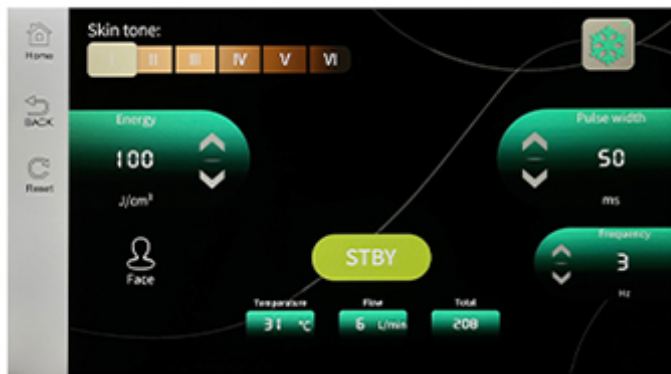 Home
BACK
Reset
Skin tone:
I II III IV V VI
Energy
100
J/cm³
Face
STBY
Pulse width
50
ms
Frequency
3
Hz
Temperature
31 °C
Flow
6 L/min
Total
208